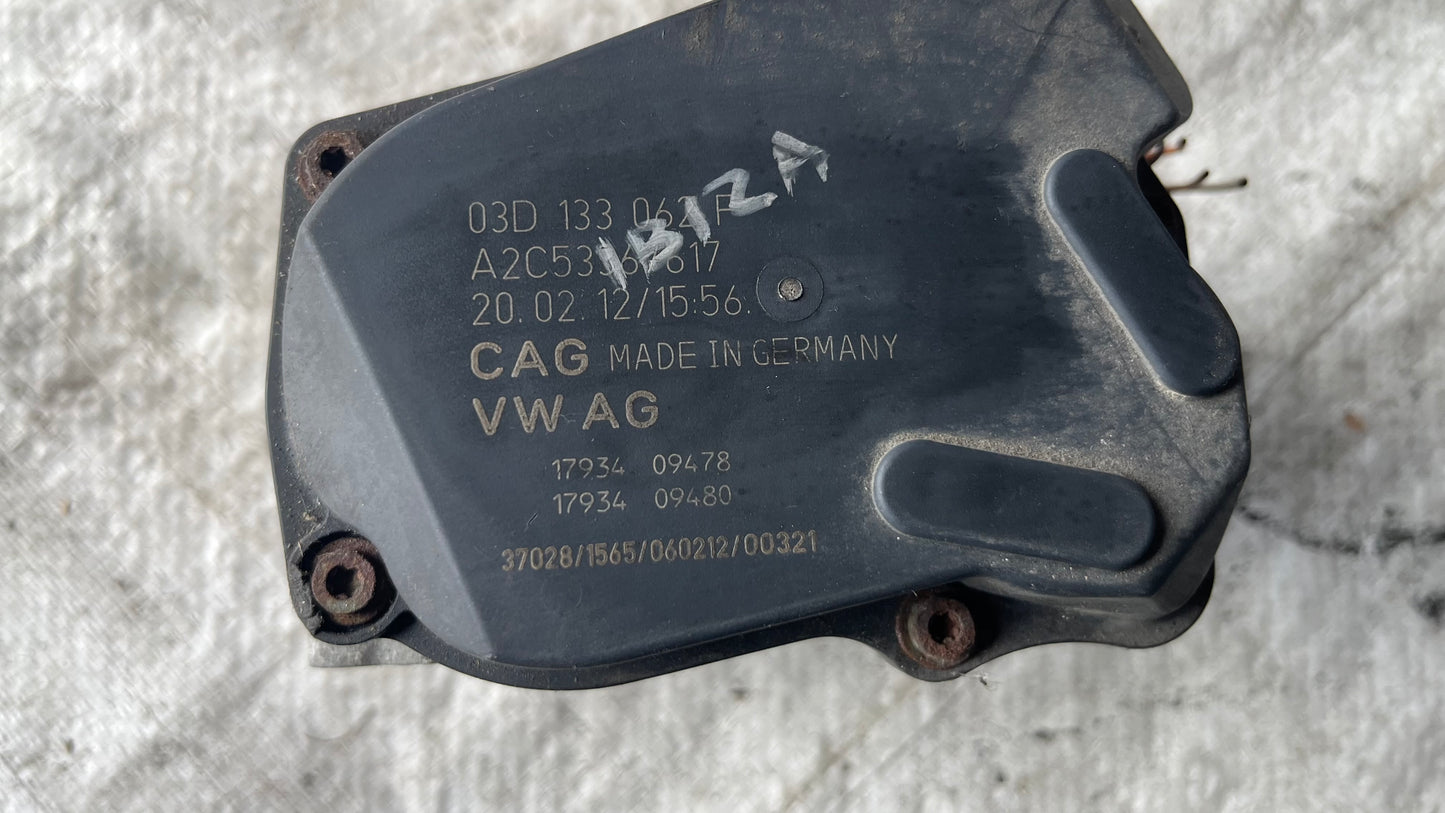 IBIZA
03D 133 062 F
20.02.12/15:56.
CAG MADE IN GERMANY
VW AG
17934 09478
17934 09480
37028/1565/060212/00321